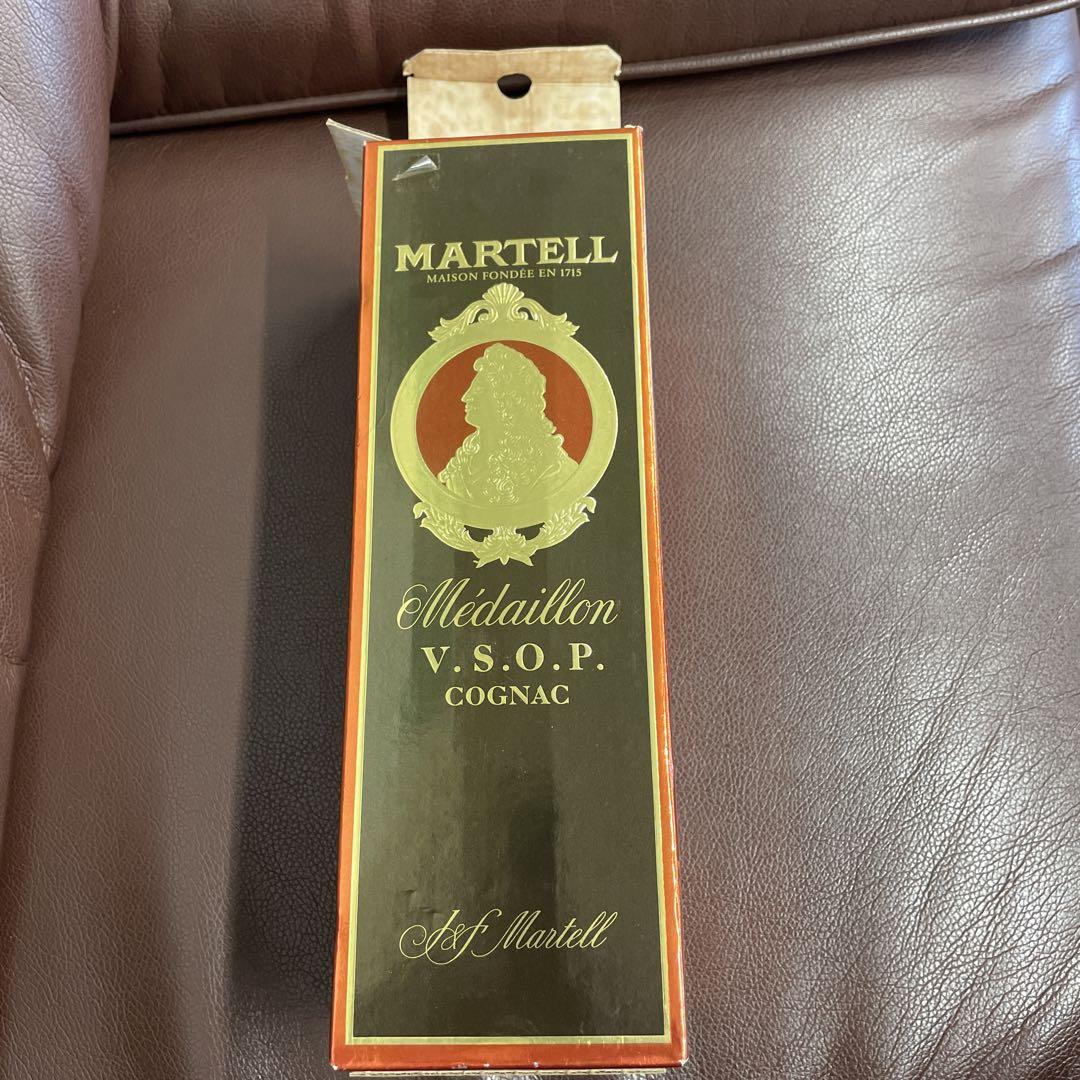 MARTELL
MAISON FONDÉE EN 1715
Médaillon
V.S.O.P.
COGNAC
J&F Martell